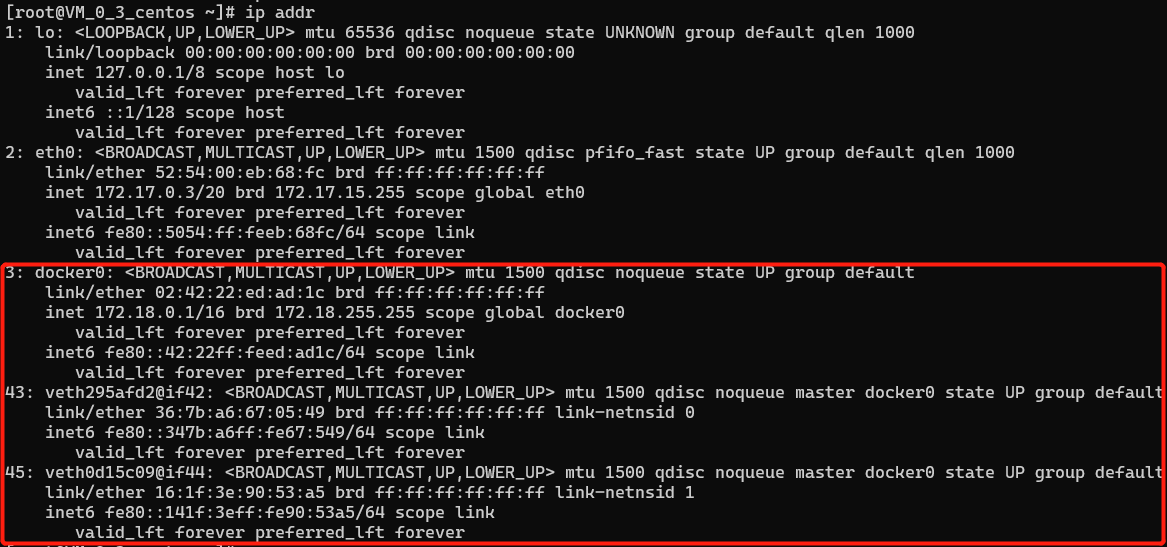 [root@VM_0_3_centos ~]# ip addr
1: lo: <LOOPBACK,UP,LOWER_UP> mtu 65536 qdisc noqueue state UNKNOWN group default qlen 1000
    link/loopback 00:00:00:00:00:00 brd 00:00:00:00:00:00
    inet 127.0.0.1/8 scope host lo
       valid_lft forever preferred_lft forever
    inet6 ::1/128 scope host
       valid_lft forever preferred_lft forever
2: eth0: <BROADCAST,MULTICAST,UP,LOWER_UP> mtu 1500 qdisc pfifo_fast state UP group default qlen 1000
    link/ether 52:54:00:eb:68:fc brd ff:ff:ff:ff:ff:ff
    inet 172.17.0.3/20 brd 172.17.15.255 scope global eth0
       valid_lft forever preferred_lft forever
    inet6 fe80::5054:ff:feeb:68fc/64 scope link
       valid_lft forever preferred_lft forever
3: docker0: <BROADCAST,MULTICAST,UP,LOWER_UP> mtu 1500 qdisc noqueue state UP group default
    link/ether 02:42:22:ed:ad:1c brd ff:ff:ff:ff:ff:ff
    inet 172.18.0.1/16 brd 172.18.255.255 scope global docker0
       valid_lft forever preferred_lft forever
    inet6 fe80::42:22ff:feed:ad1c/64 scope link
       valid_lft forever preferred_lft forever
43: veth295afd2@if42: <BROADCAST,MULTICAST,UP,LOWER_UP> mtu 1500 qdisc noqueue master docker0 state UP group default
    link/ether 36:7b:a6:67:05:49 brd ff:ff:ff:ff:ff:ff link-netnsid 0
    inet6 fe80::347b:a6ff:fe67:549/64 scope link
       valid_lft forever preferred_lft forever
45: veth0d15c09@if44: <BROADCAST,MULTICAST,UP,LOWER_UP> mtu 1500 qdisc noqueue master docker0 state UP group default
    link/ether 16:1f:3e:90:53:a5 brd ff:ff:ff:ff:ff:ff link-netnsid 1
    inet6 fe80::141f:3eff:fe90:53a5/64 scope link
       valid_lft forever preferred_lft forever